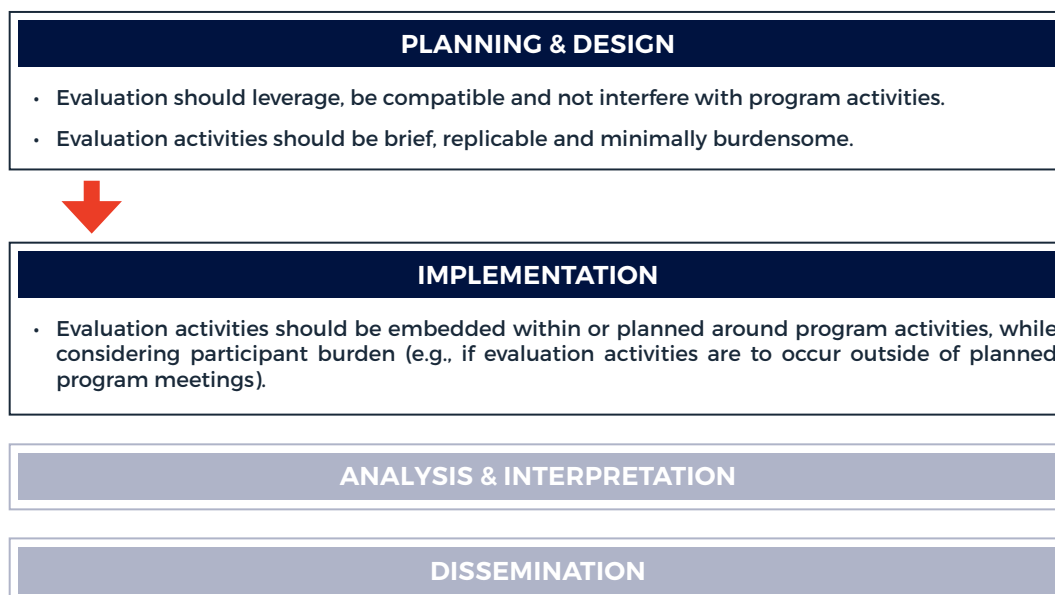 PLANNING & DESIGN
• Evaluation should leverage, be compatible and not interfere with program activities.
• Evaluation activities should be brief, replicable and minimally burdensome.
IMPLEMENTATION
• Evaluation activities should be embedded within or planned around program activities, while
considering participant burden (e.g., if evaluation activities are to occur outside of planned
program meetings).
ANALYSIS & INTERPRETATION
DISSEMINATION